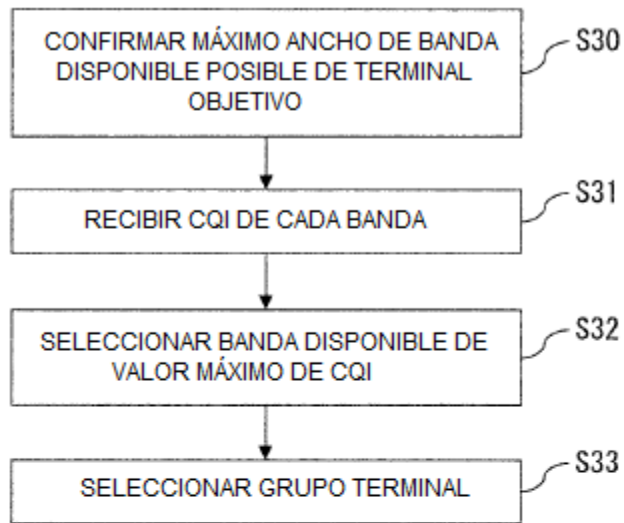 CONFIRMAR MÁXIMO ANCHO DE BANDA
DISPONIBLE POSIBLE DE TERMINAL
OBJETIVO
S30
RECIBIR CQI DE CADA BANDA
S31
SELECCIONAR BANDA DISPONIBLE DE
VALOR MÁXIMO DE CQI
S32
SELECCIONAR GRUPO TERMINAL
S33